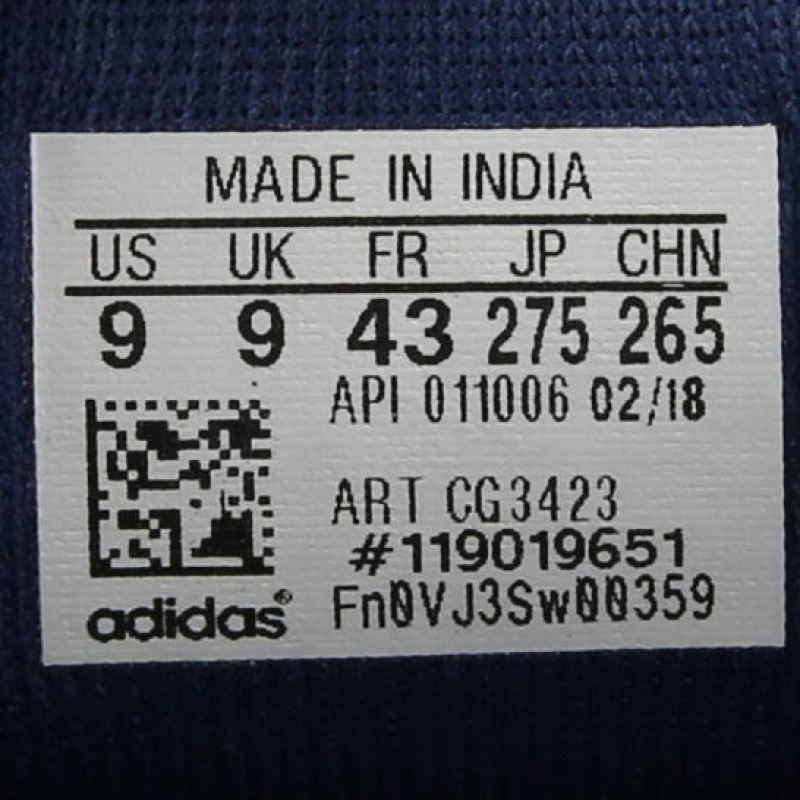 MADE IN INDIA
US UK FR JP CHN
9 9 43 275 265
API 011006 02/18
ART CG3423
#119019651
adidas® Fn0VJ3Sw00359